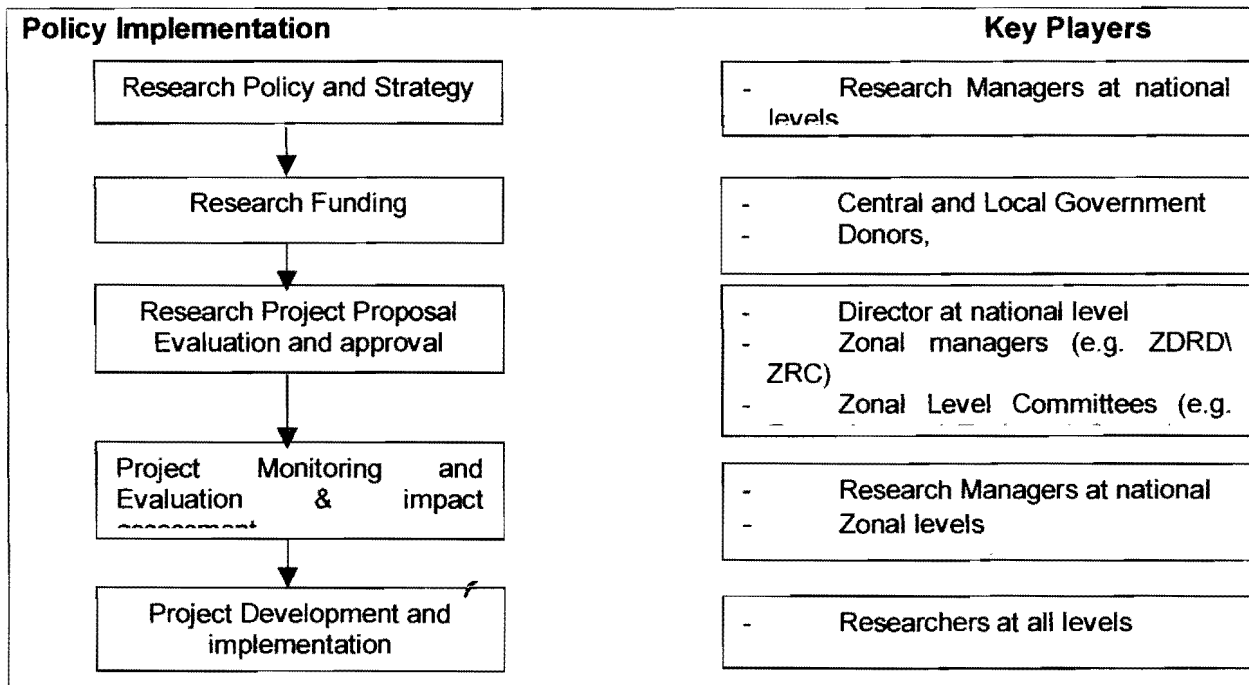 Policy Implementation
Key Players
Research Policy and Strategy
- Research Managers at national
levels
Research Funding
- Central and Local Government
- Donors,
Research Project Proposal
Evaluation and approval
- Director at national level
- Zonal managers (e.g. ZDRD\
ZRC)
- Zonal Level Committees (e.g.
Project Monitoring and
Evaluation & impact
- Research Managers at national
- Zonal levels
Project Development and
implementation
- Researchers at all levels